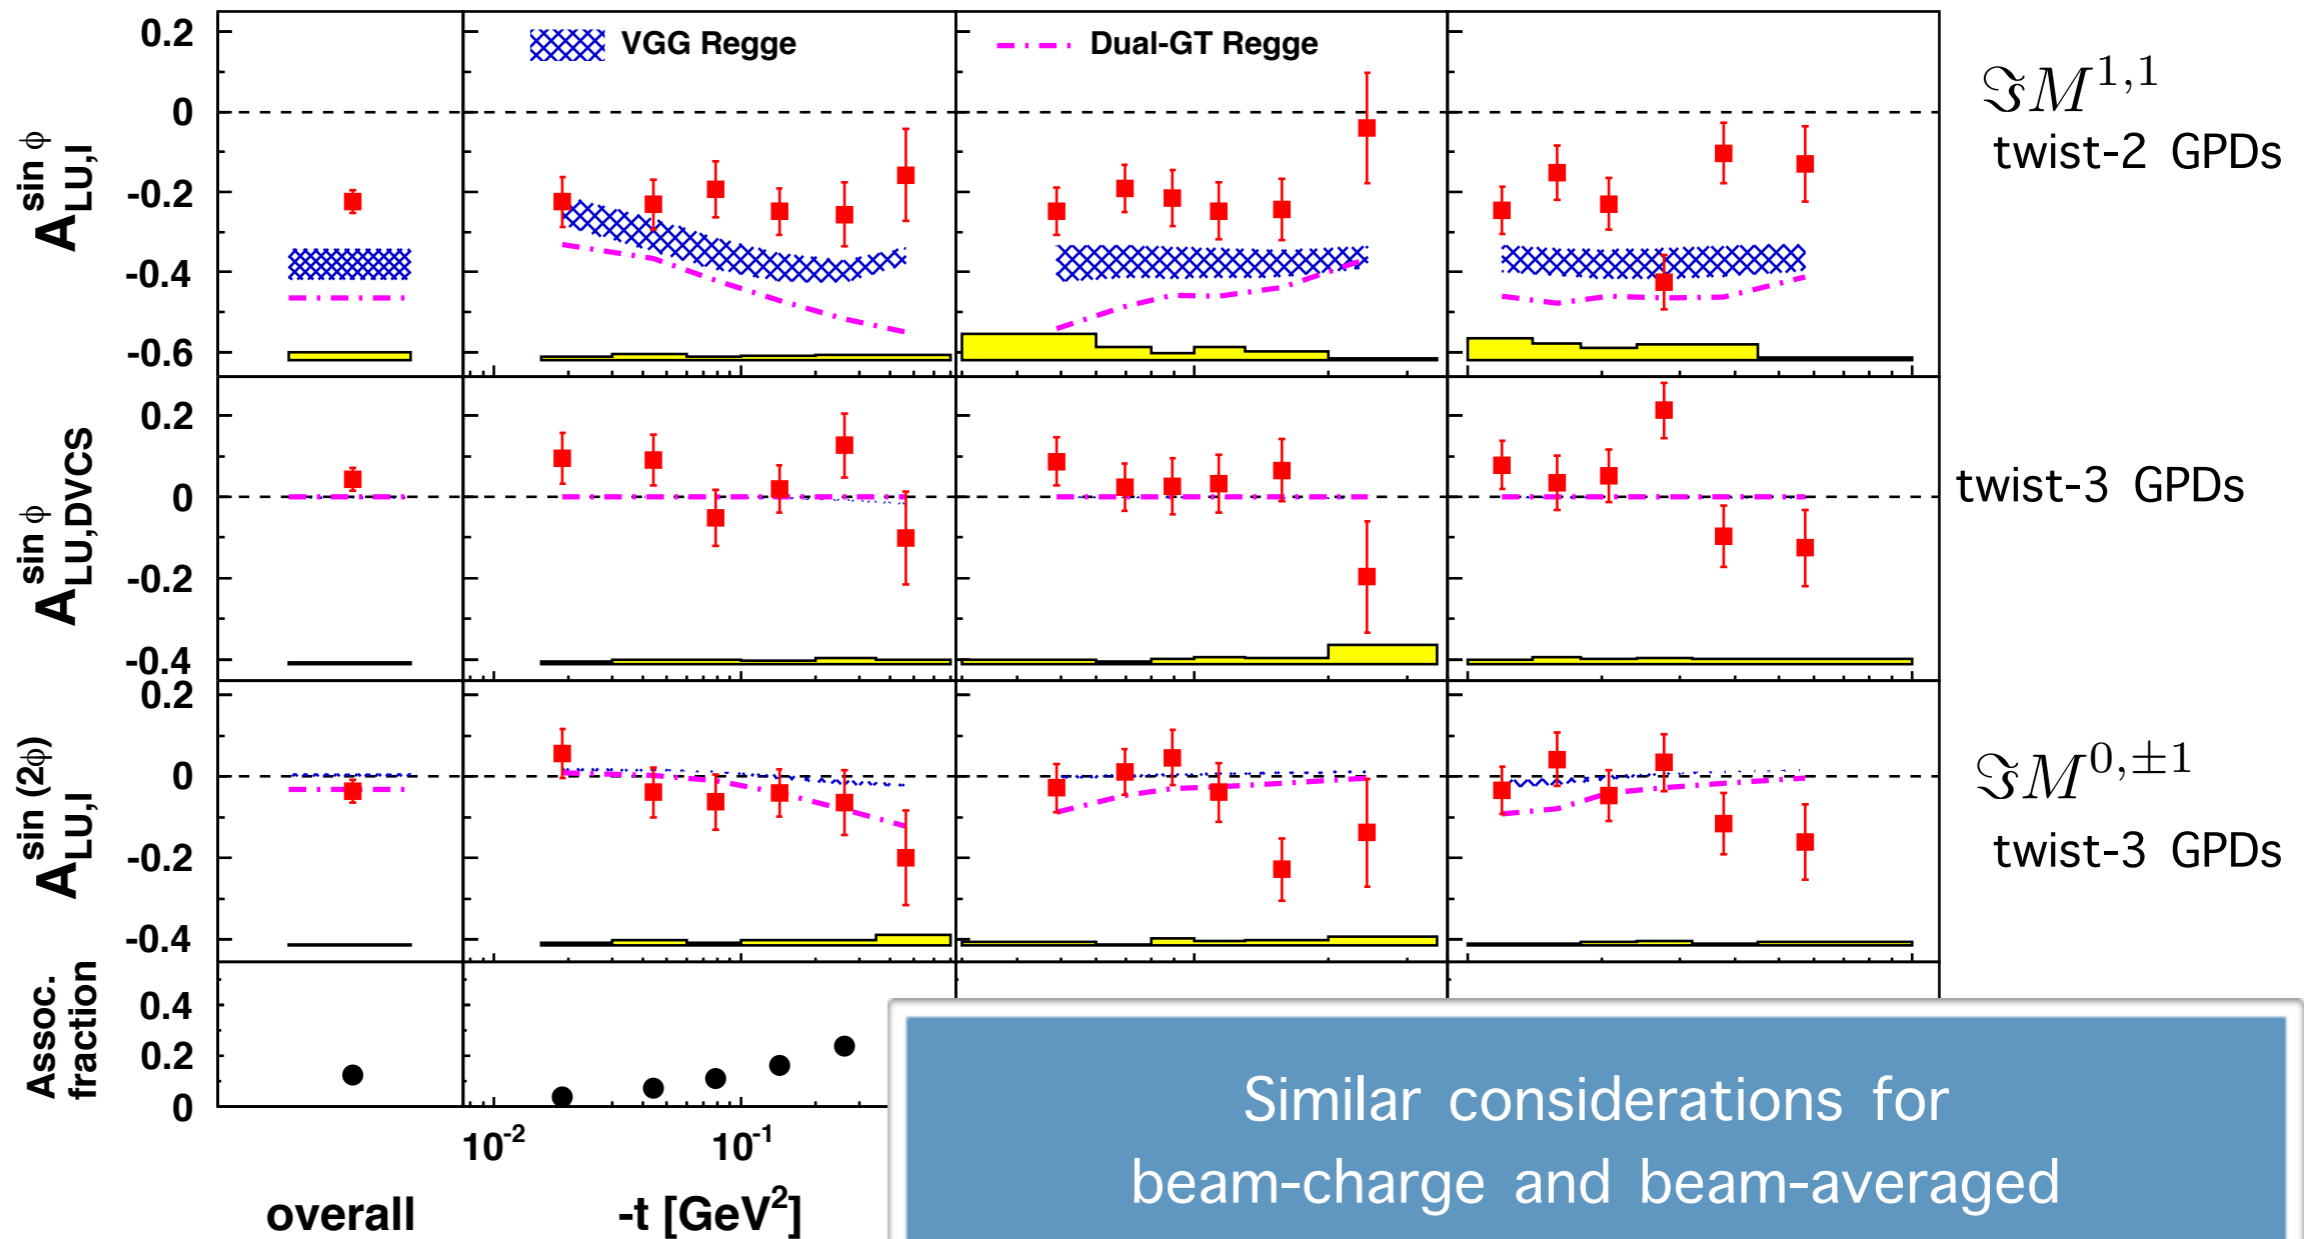 VGG Regge
Dual-GT Regge
A_{LU,I}^{sin ϕ}
0.2
0
-0.2
-0.4
-0.6
ℑM^{1,1}
twist-2 GPDs
A_{LU,DVCS}^{sin ϕ}
0.2
0
-0.2
-0.4
twist-3 GPDs
A_{LU,I}^{sin (2ϕ)}
0.2
0
-0.2
-0.4
ℑM^{0,±1}
twist-3 GPDs
Assoc.
fraction
0.4
0.2
0
10^{-2} 10^{-1}
overall
-t [GeV^2]
Similar considerations for
beam-charge and beam-averaged